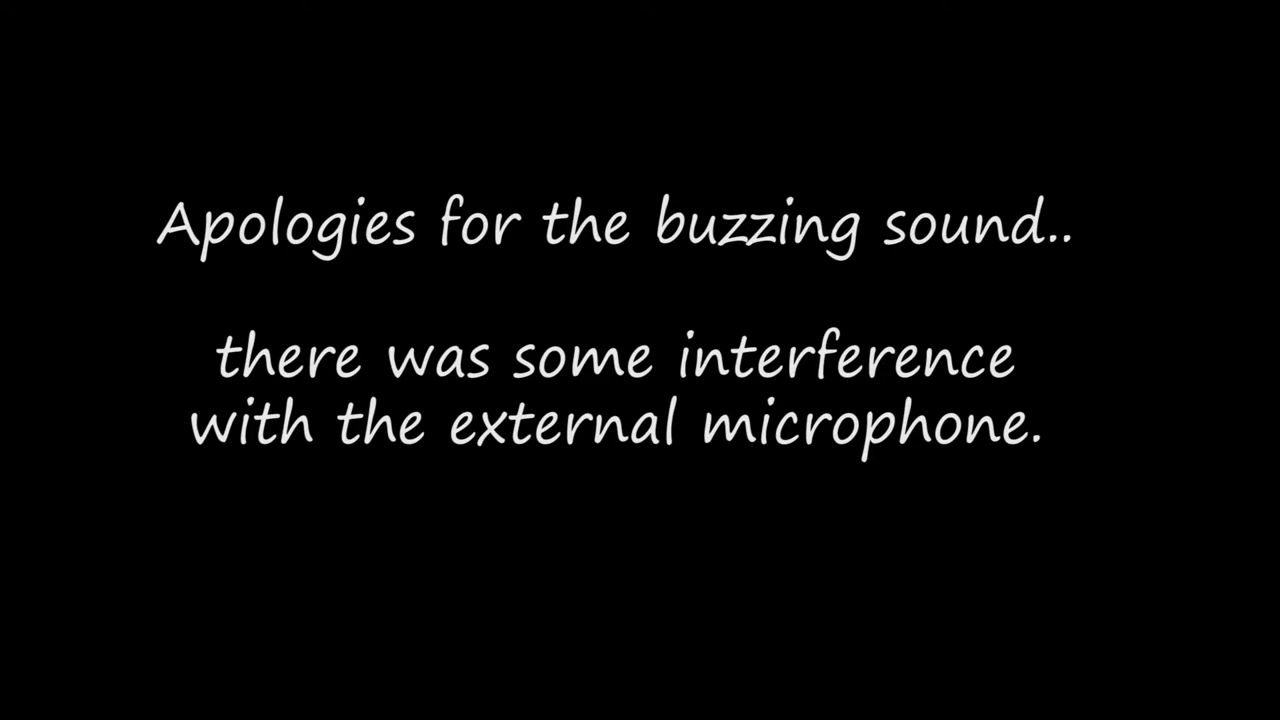 Apologies for the buzzing sound..
there was some interference
with the external microphone.